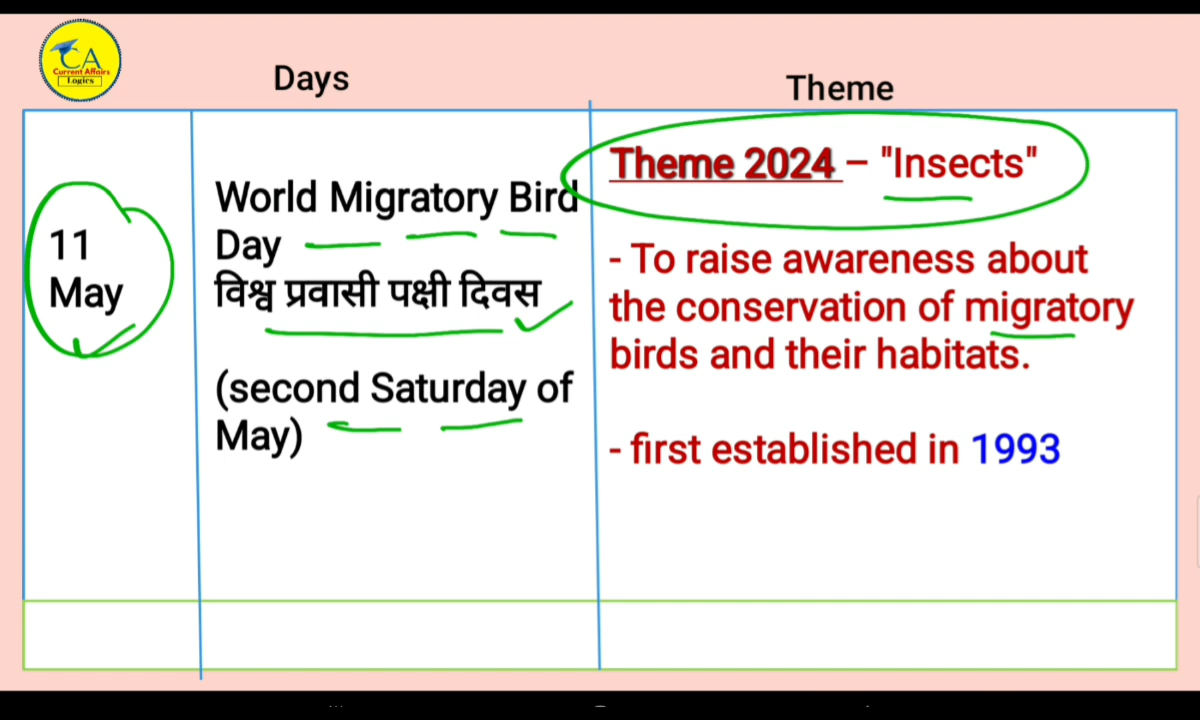 CA
Current Affairs
Logics
Days
Theme
11
May
World Migratory Bird
Day
विश्व प्रवासी पक्षी दिवस
(second Saturday of
May)
Theme 2024 – "Insects"
- To raise awareness about
the conservation of migratory
birds and their habitats.
- first established in 1993